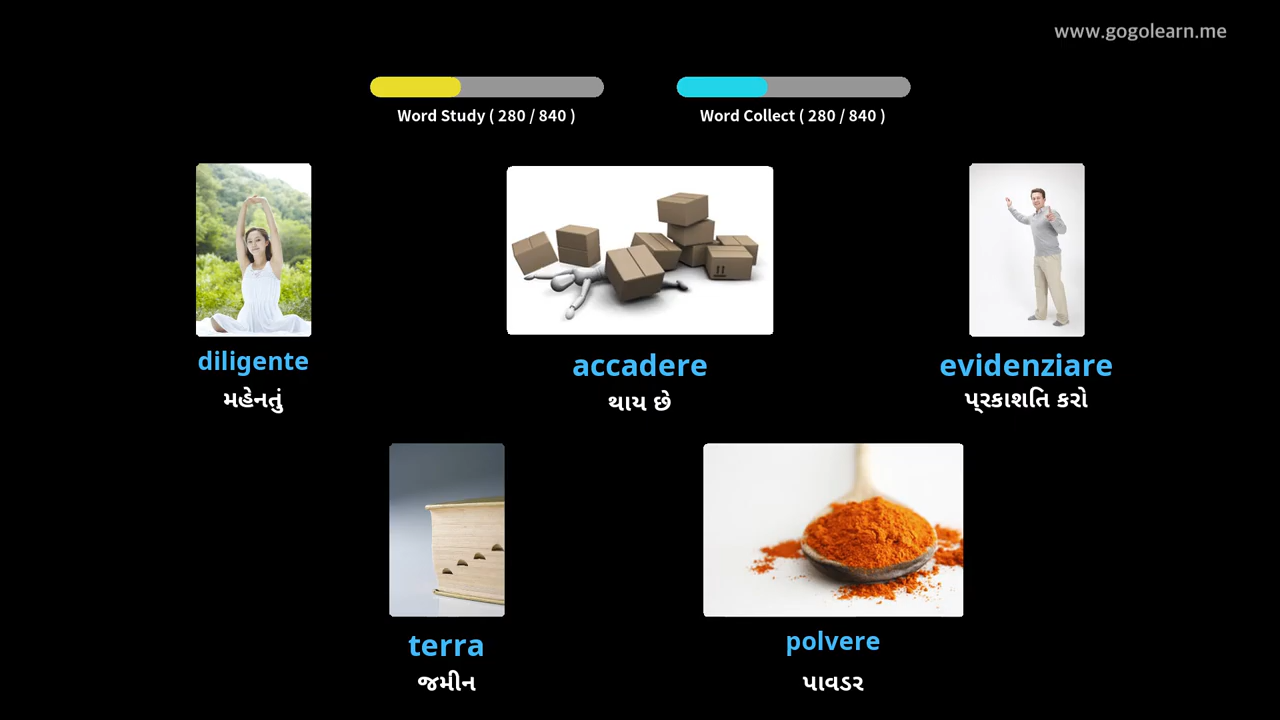 www.gogolearn.me
Word Study ( 280 / 840 )
Word Collect ( 280 / 840 )
diligente
મહેનતું
accadere
થાય છે
evidenziare
પ્રકાશતિ કરો
terra
જમીન
polvere
પાવડર